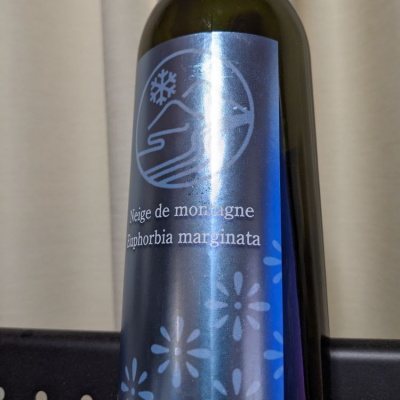 Neige de montagne
Euphorbia marginata